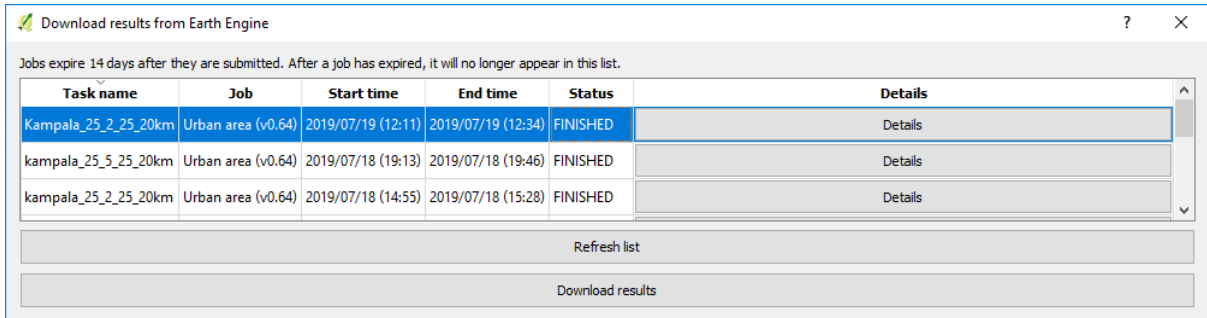 Download results from Earth Engine ? ×
Jobs expire 14 days after they are submitted. After a job has expired, it will no longer appear in this list.
Task name Job Start time End time Status Details
Kampala_25_2_25_20km Urban area (v0.64) 2019/07/19 (12:11) 2019/07/19 (12:34) FINISHED Details
kampala_25_5_25_20km Urban area (v0.64) 2019/07/18 (19:13) 2019/07/18 (19:46) FINISHED Details
kampala_25_2_25_20km Urban area (v0.64) 2019/07/18 (14:55) 2019/07/18 (15:28) FINISHED Details
Refresh list
Download results